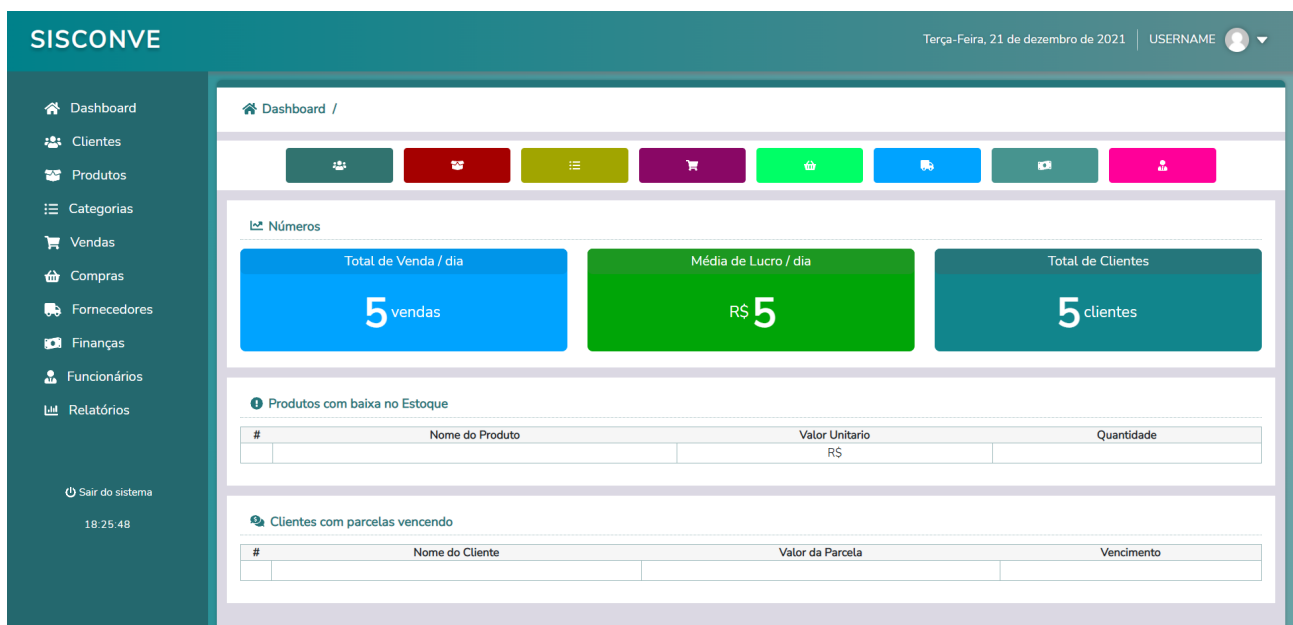 SISCONVE
Terça-Feira, 21 de dezembro de 2021
USERNAME
Dashboard
Clientes
Produtos
Categorias
Vendas
Compras
Fornecedores
Finanças
Funcionários
Relatórios
Sair do sistema
18:25:48
Dashboard /
Números
Total de Venda / dia
5 vendas
Média de Lucro / dia
R$ 5
Total de Clientes
5 clientes
Produtos com baixa no Estoque
# Nome do Produto Valor Unitario Quantidade
R$
Clientes com parcelas vencendo
# Nome do Cliente Valor da Parcela Vencimento